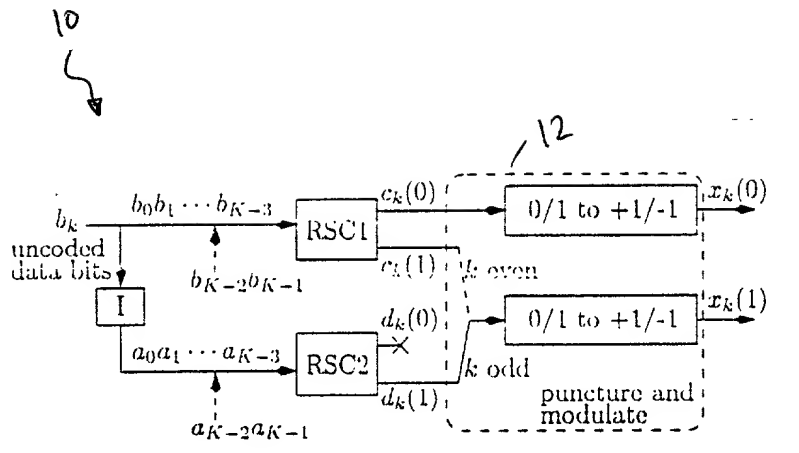 10
12
b_k
b_0b_1 ··· b_{K−3}
c_k(0)
0/1 to +1/-1
x_k(0)
RSC1
uncoded
data bits
b_{K−2}b_{K−1}
c_k(1)
k even
I
d_k(0)
0/1 to +1/-1
x_k(1)
a_0a_1 ··· a_{K−3}
RSC2
k odd
d_k(1)
puncture and
modulate
a_{K−2}a_{K−1}